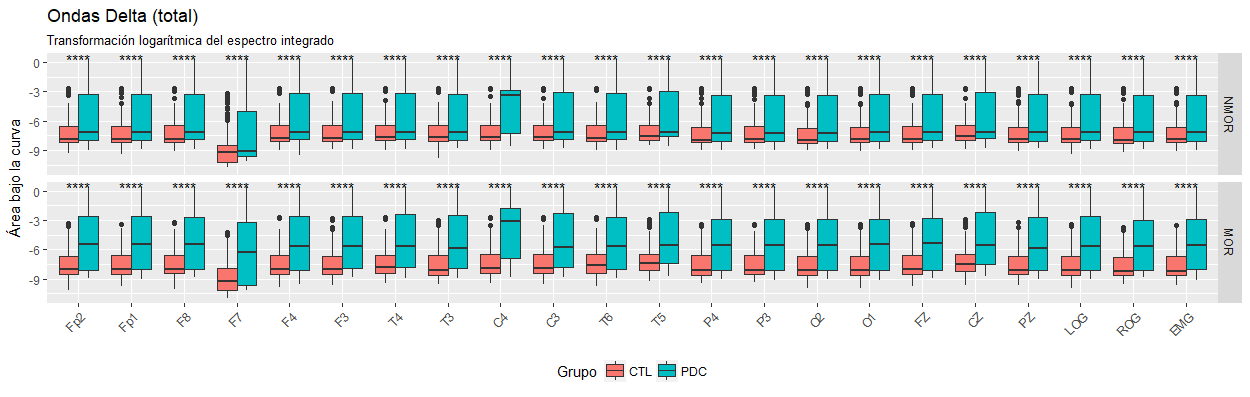 Ondas Delta (total)
Transformación logarítmica del espectro integrado
Área bajo la curva
**** **** **** **** **** **** **** **** **** **** **** **** **** **** **** **** **** **** **** **** **** ****
0
-3
-6
-9
NMOR
**** **** **** **** **** **** **** **** **** **** **** **** **** **** **** **** **** **** **** **** **** ****
0
-3
-6
-9
MOR
Fp2 Fp1 F8 F7 F4 F3 T4 T3 C4 C3 T6 T5 P4 P3 O2 O1 FZ CZ PZ LOG ROG EMG
Grupo CTL PDC